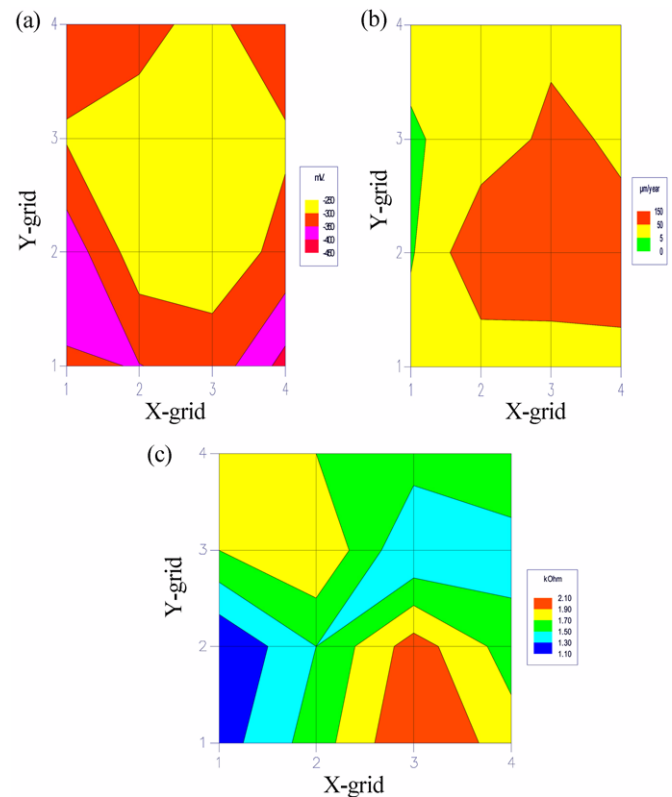 (a)
4
3
2
1
Y-grid
1 2 3 4
X-grid
mV
-250
-300
-350
-400
-450
(b)
4
3
2
1
Y-grid
1 2 3 4
X-grid
µm/year
150
50
5
0
(c)
4
3
2
1
Y-grid
1 2 3 4
X-grid
kOhm
2.10
1.90
1.70
1.50
1.30
1.10